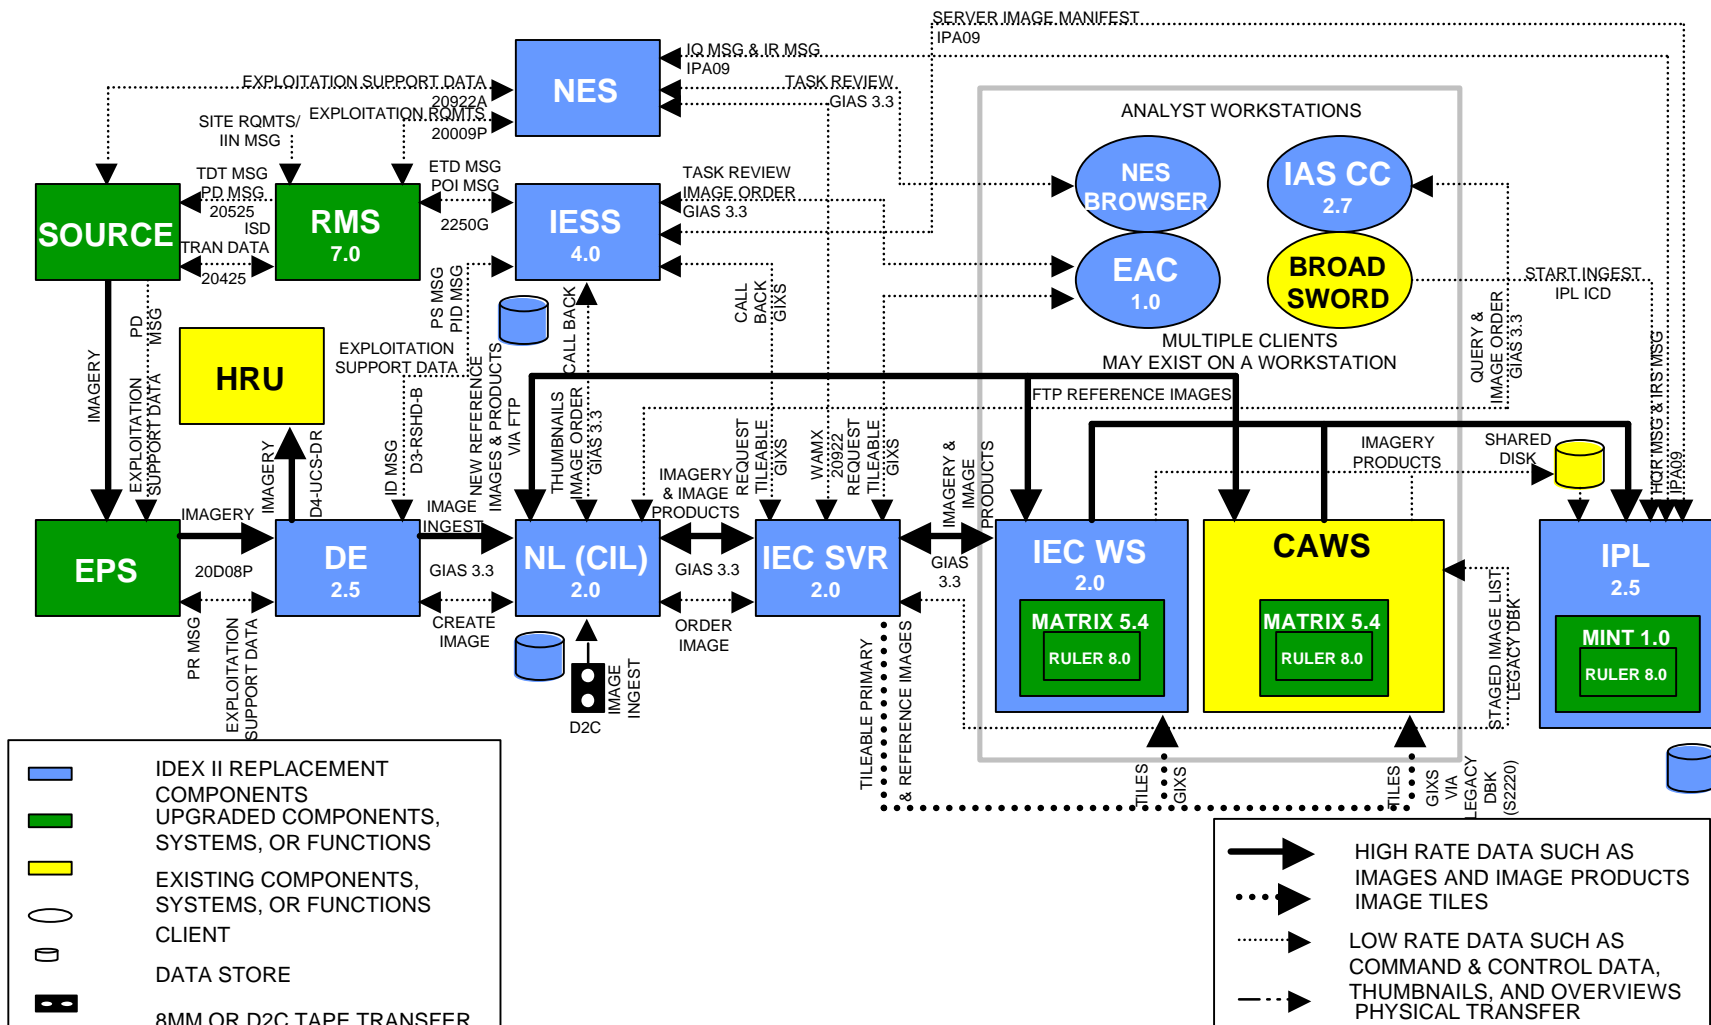 SERVER IMAGE MANIFEST
IPA09
IQ MSG & IR MSG
IPA09
EXPLOITATION SUPPORT DATA
20922A
NES
TASK REVIEW
GIAS 3.3
EXPLOITATION RQMTS
20009P
SITE RQMTS/
IIN MSG
ANALYST WORKSTATIONS
TDT MSG
PD MSG
20525
ISD
TRAN DATA
20425
ETD MSG
POI MSG
2250G
TASK REVIEW
IMAGE ORDER
GIAS 3.3
NES
BROWSER
IAS CC
2.7
SOURCE
RMS
7.0
IESS
4.0
EAC
1.0
BROAD
SWORD
START INGEST
IPL ICD
MULTIPLE CLIENTS
MAY EXIST ON A WORKSTATION
IMAGERY
PD
MSG
EXPLOITATION
SUPPORT DATA
HRU
EXPLOITATION
SUPPORT DATA
PS MSG
PID MSG
CALL BACK
CALL
BACK
GIXS
QUERY &
IMAGE ORDER
GIAS 3.3
FTP REFERENCE IMAGES
IMAGERY
D4-UCS-DR
ID MSG
D3-RSHD-B
NEW REFERENCE
IMAGES & PRODUCTS
VIA FTP
THUMBNAILS
IMAGE ORDER
GIAS 3.3
IMAGERY
& IMAGE
PRODUCTS
REQUEST
TILEABLE
GIXS
WAMX
20922
REQUEST
TILEABLE
GIXS
IMAGERY &
IMAGE
PRODUCTS
IMAGERY
PRODUCTS
SHARED
DISK
HQR MSG & IRS MSG
IPA09
IMAGERY
20D08P
IMAGE
INGEST
GIAS 3.3
GIAS 3.3
GIAS
3.3
EPS
DE
2.5
NL (CIL)
2.0
IEC SVR
2.0
IEC WS
2.0
CAWS
IPL
2.5
MATRIX 5.4
RULER 8.0
MATRIX 5.4
RULER 8.0
MINT 1.0
RULER 8.0
PR MSG
EXPLOITATION
SUPPORT DATA
CREATE
IMAGE
ORDER
IMAGE
IMAGE
INGEST
D2C
TILEABLE PRIMARY
& REFERENCE IMAGES
STAGED IMAGE LIST
LEGACY DBK
TILES
GIXS
TILES
GIXS
VIA
LEGACY
DBK
(S2220)
IDEX II REPLACEMENT
COMPONENTS
UPGRADED COMPONENTS,
SYSTEMS, OR FUNCTIONS
EXISTING COMPONENTS,
SYSTEMS, OR FUNCTIONS
CLIENT
DATA STORE
8MM OR D2C TAPE TRANSFER
HIGH RATE DATA SUCH AS
IMAGES AND IMAGE PRODUCTS
IMAGE TILES
LOW RATE DATA SUCH AS
COMMAND & CONTROL DATA,
THUMBNAILS, AND OVERVIEWS
PHYSICAL TRANSFER